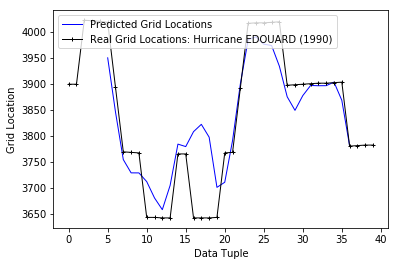 Predicted Grid Locations
Real Grid Locations: Hurricane EDOUARD (1990)
4000
3950
3900
3850
3800
3750
3700
3650
Grid Location
0 5 10 15 20 25 30 35 40
Data Tuple